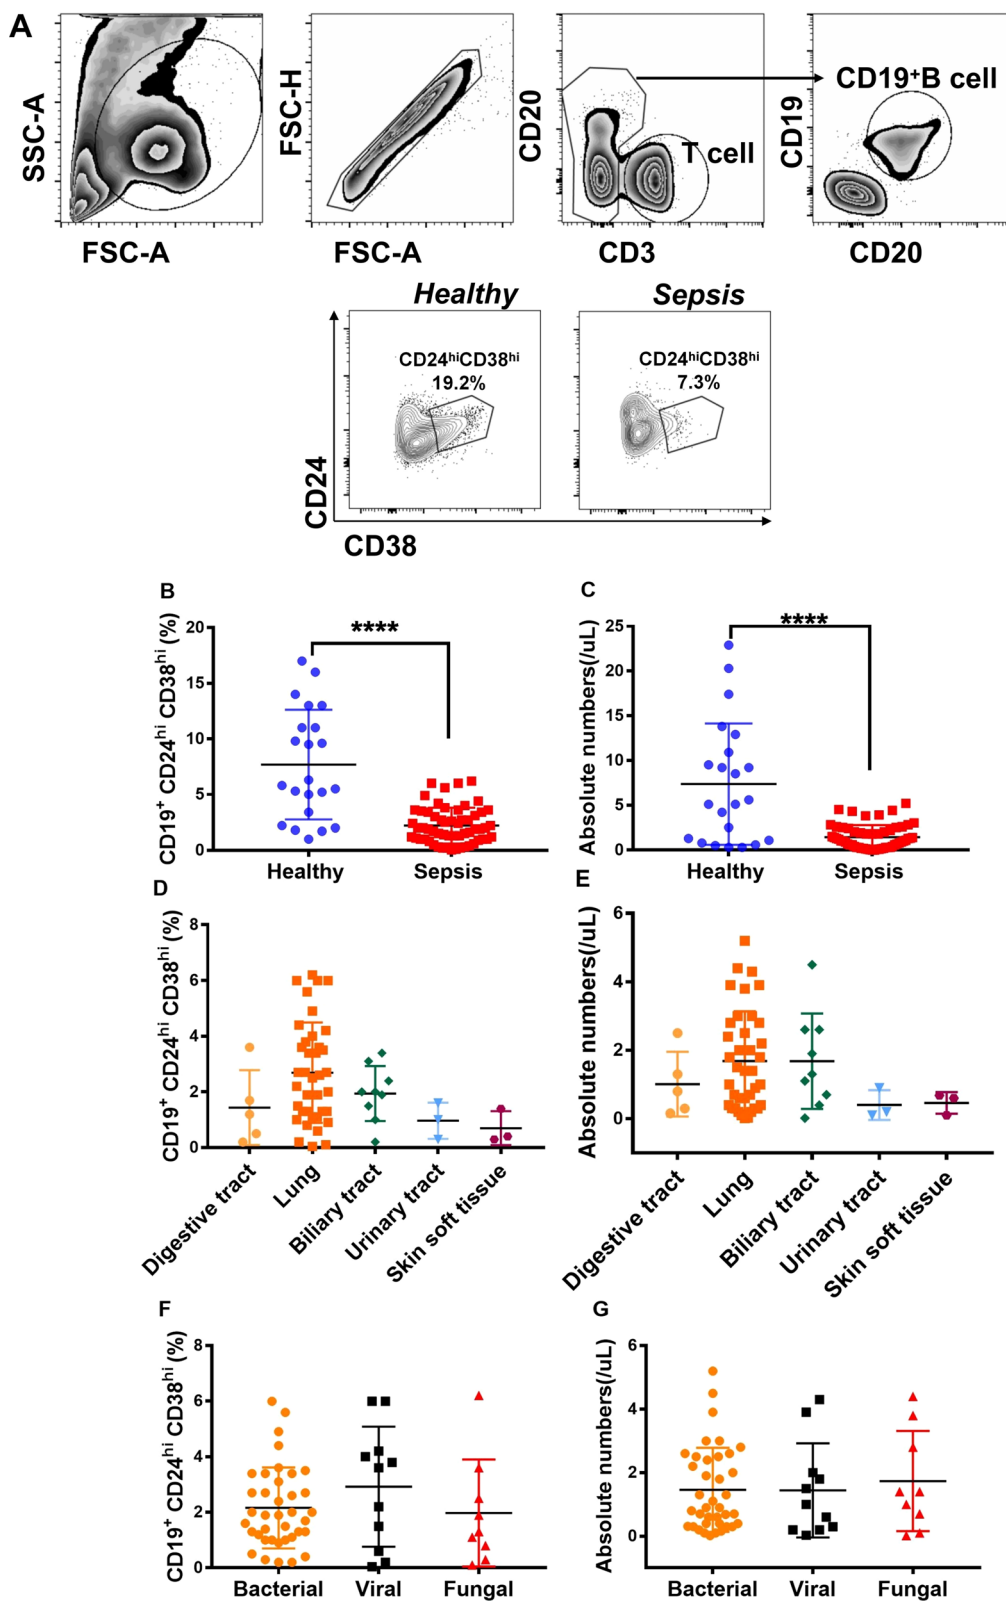 A
SSC-A
FSC-A
FSC-H
FSC-A
CD20
CD3
T cell
CD19
CD19⁺B cell
CD20
Healthy
Sepsis
CD24ʰⁱCD38ʰⁱ
19.2%
CD24ʰⁱCD38ʰⁱ
7.3%
CD24
CD38
B
CD19⁺ CD24ʰⁱ CD38ʰⁱ (%)
20
15
10
5
0
****
Healthy
Sepsis
C
Absolute numbers(/uL)
25
20
15
10
5
0
****
Healthy
Sepsis
D
CD19⁺ CD24ʰⁱ CD38ʰⁱ (%)
8
6
4
2
0
Digestive tract
Lung
Biliary tract
Urinary tract
Skin soft tissue
E
Absolute numbers(/uL)
6
4
2
0
Digestive tract
Lung
Biliary tract
Urinary tract
Skin soft tissue
F
CD19⁺ CD24ʰⁱ CD38ʰⁱ (%)
8
6
4
2
0
Bacterial
Viral
Fungal
G
Absolute numbers(/uL)
6
4
2
0
Bacterial
Viral
Fungal